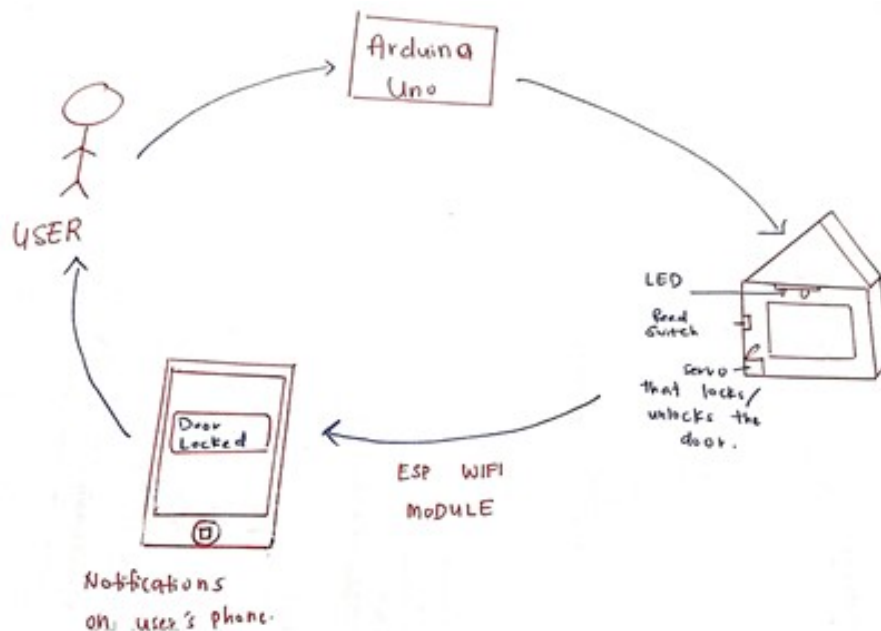 Arduina
Uno
USER
LED
Reed
switch
servo
that locks/
unlocks the
door.
Door
Locked
ESP WIFI
MODULE
Notifications
on user's phone.